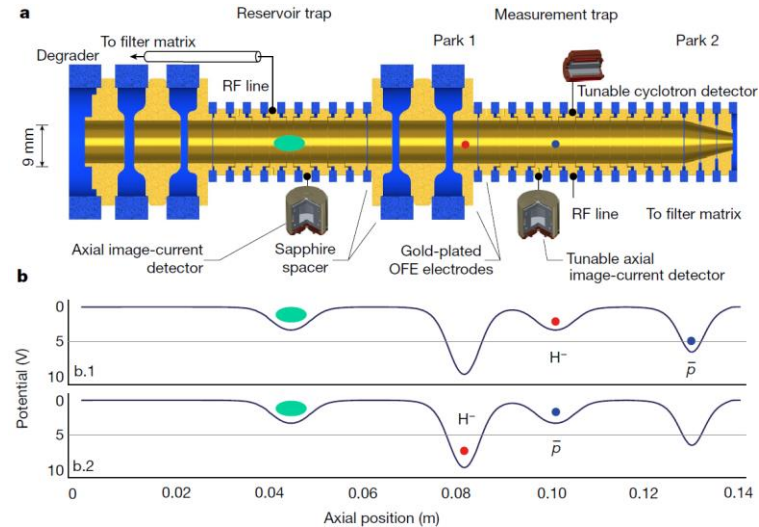 a
Reservoir trap
Measurement trap
Degrader
To filter matrix
Park 1
Park 2
RF line
Tunable cyclotron detector
9 mm
RF line
To filter matrix
Axial image-current
detector
Sapphire
spacer
Gold-plated
OFE electrodes
Tunable axial
image-current detector
b
Potential (V)
0
5
10
b.1
H⁻
p̄
0
5
10
b.2
H⁻
p̄
0
0.02
0.04
0.06
0.08
0.10
0.12
0.14
Axial position (m)